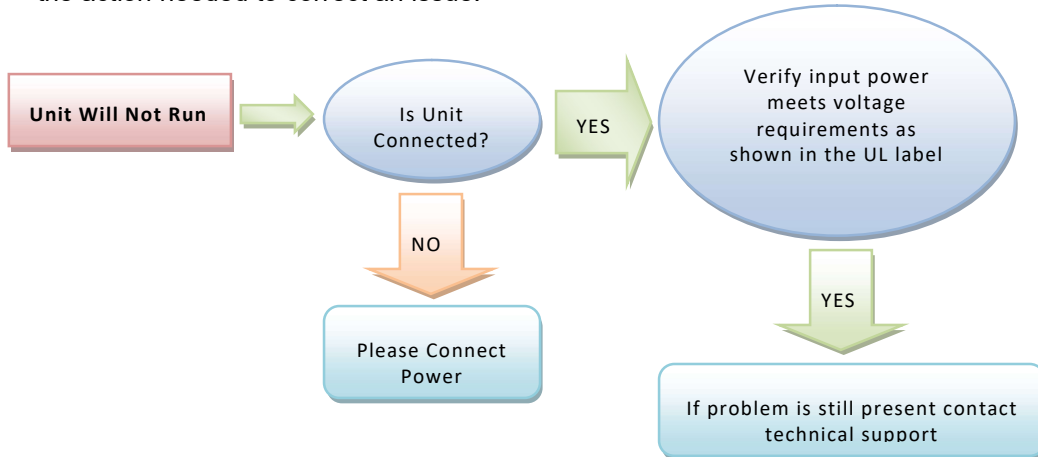 the action needed to correct an issue.
Unit Will Not Run
Is Unit
Connected?
YES
Verify input power
meets voltage
requirements as
shown in the UL label
NO
YES
Please Connect
Power
If problem is still present contact
technical support